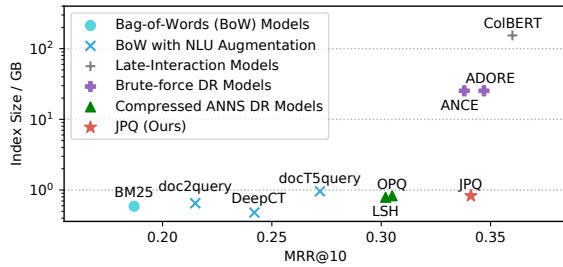 ColBERT
Bag-of-Words (BoW) Models
BoW with NLU Augmentation
Late-Interaction Models
Brute-force DR Models
Compressed ANNS DR Models
JPQ (Ours)
ADORE
ANCE
10²
10¹
10⁰
Index Size / GB
BM25
doc2query
DeepCT
docT5query
OPQ
LSH
JPQ
0.20
0.25
0.30
0.35
MRR@10